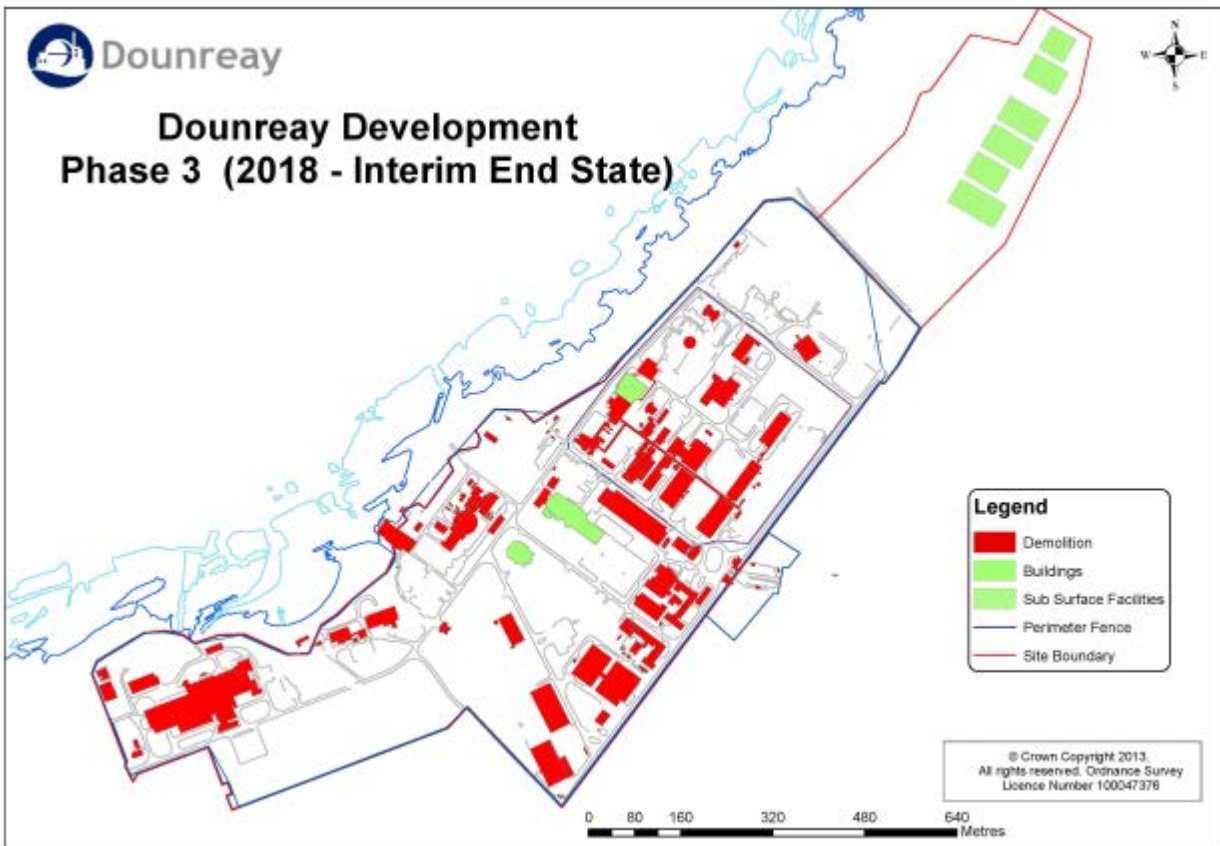 Dounreay
Dounreay Development
Phase 3 (2018 - Interim End State)
N
W E
S
Legend
Demolition
Buildings
Sub Surface Facilities
Perimeter Fence
Site Boundary
© Crown Copyright 2013.
All rights reserved. Ordnance Survey
Licence Number 100047376
0 80 160 320 480 640
Metres